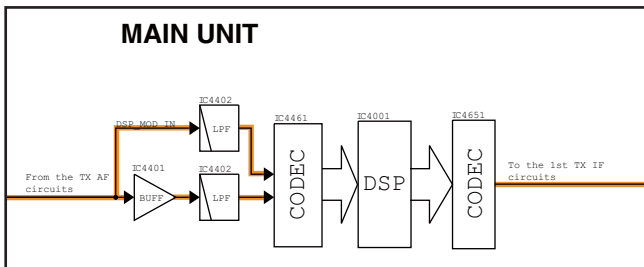 MAIN UNIT
IC4402
DSP_MOD_IN
LPF
IC4461
CODEC
IC4001
DSP
IC4651
CODEC
From the TX AF
circuits
IC4401
BUFF
IC4402
LPF
To the 1st TX IF
circuits